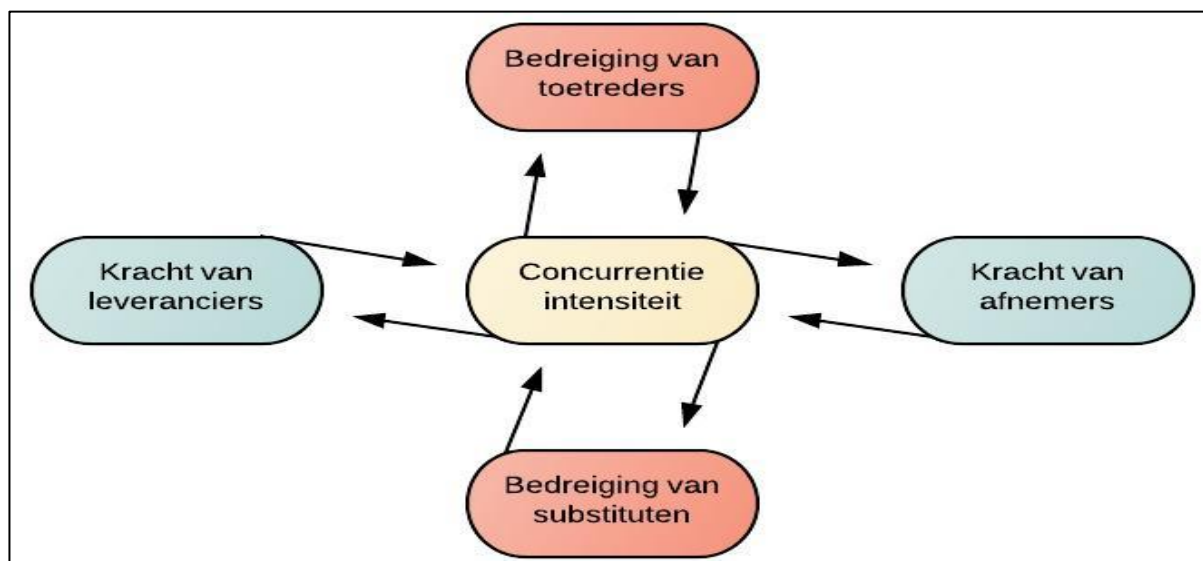 Bedreiging van
toetreders
Kracht van
leveranciers
Concurrentie
intensiteit
Kracht van
afnemers
Bedreiging van
substituten